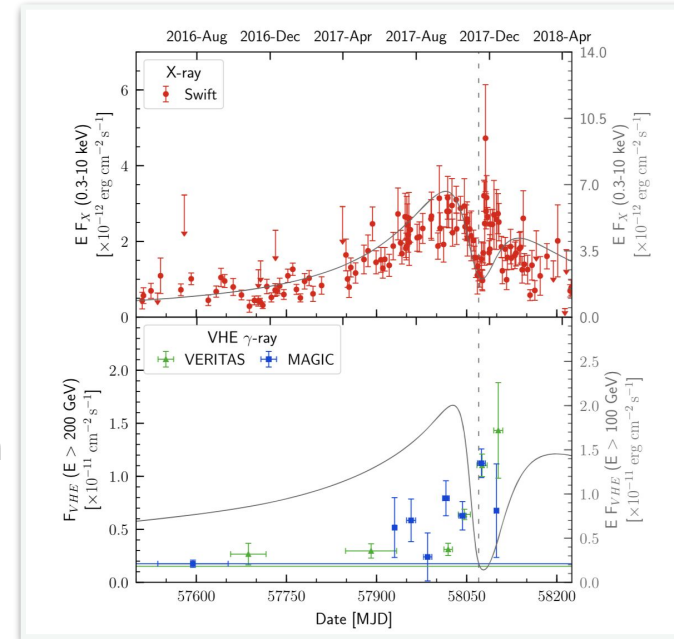 2016-Aug 2016-Dec 2017-Apr 2017-Aug 2017-Dec 2018-Apr
X-ray
Swift
6
4
2
0
E F_X (0.3-10 keV)
[×10⁻¹² erg cm⁻² s⁻¹]
14.0
10.5
7.0
3.5
0.0
E F_X (0.3-10 keV)
[×10⁻¹² erg cm⁻² s⁻¹]
VHE γ-ray
VERITAS MAGIC
2.0
1.5
1.0
0.5
0.0
F_VHE (E > 200 GeV)
[×10⁻¹¹ cm⁻² s⁻¹]
2.5
2.0
1.5
1.0
0.5
0.0
E F_VHE (E > 100 GeV)
[×10⁻¹¹ erg cm⁻² s⁻¹]
57600 57750 57900 58050 58200
Date [MJD]